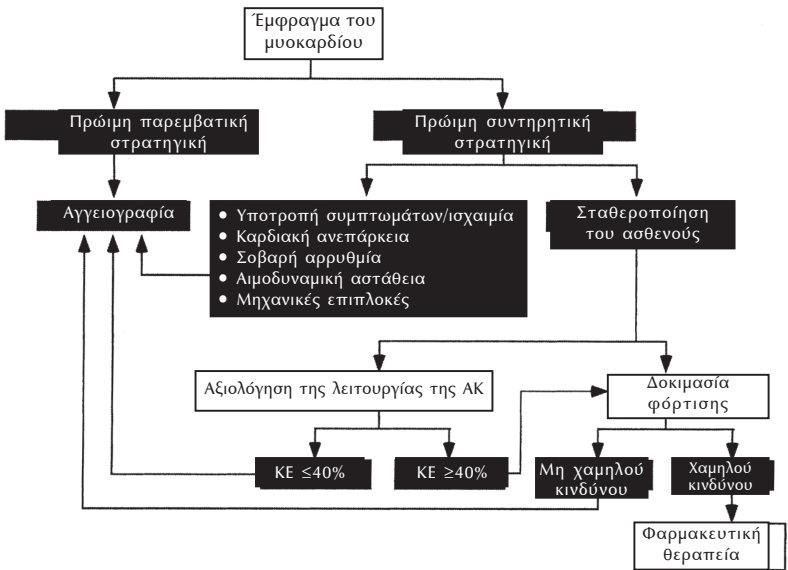 Έμφραγμα του
μυοκαρδίου
Πρώιμη παρεμβατική
στρατηγική
Πρώιμη συντηρητική
στρατηγική
Αγγειογραφία
• Υποτροπή συμπτωμάτων/ισχαιμία
• Καρδιακή ανεπάρκεια
• Σοβαρή αρρυθμία
• Αιμοδυναμική αστάθεια
• Μηχανικές επιπλοκές
Σταθεροποίηση
του ασθενούς
Αξιολόγηση της λειτουργίας της ΑΚ
Δοκιμασία
φόρτισης
ΚΕ ≤40%
ΚΕ ≥40%
Μη χαμηλού
κινδύνου
Χαμηλού
κινδύνου
Φαρμακευτική
θεραπεία